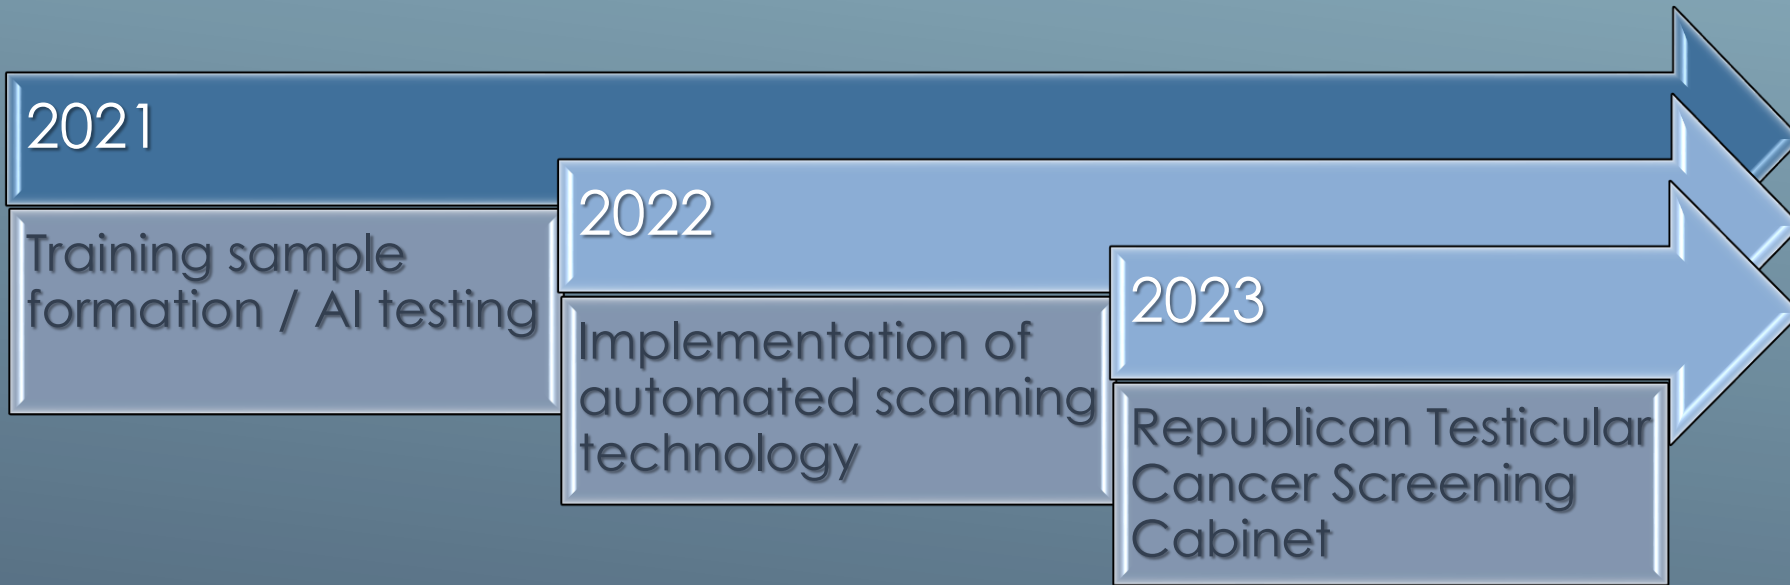 2021
Training sample
formation / AI testing
2022
Implementation of
automated scanning
technology
2023
Republican Testicular
Cancer Screening
Cabinet